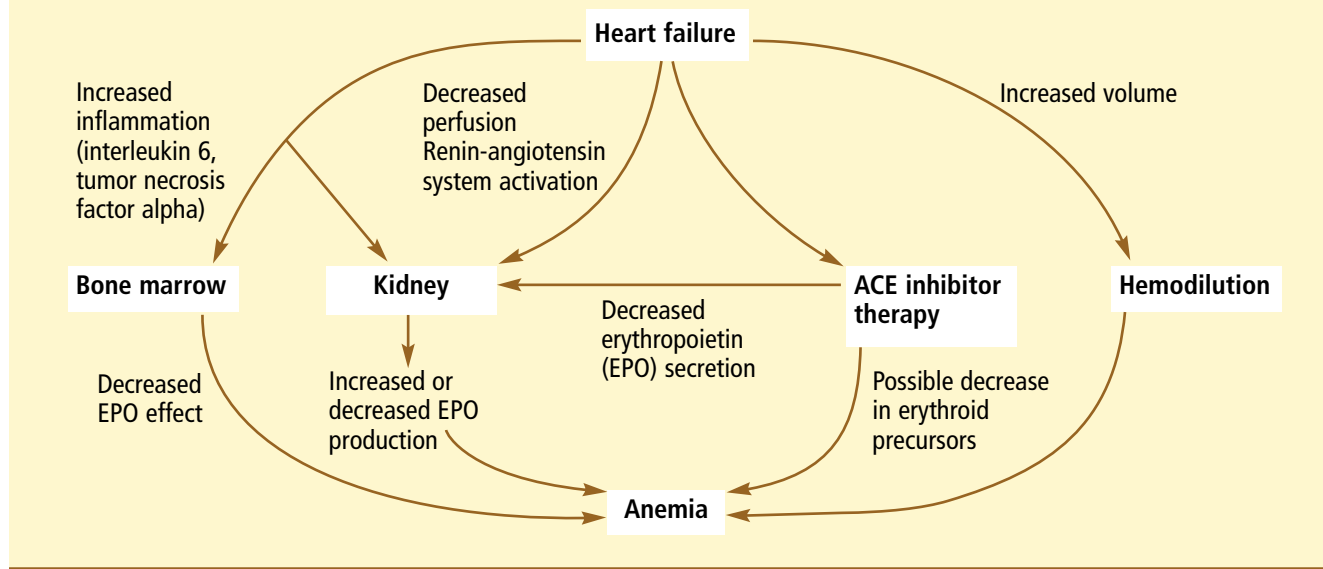 Heart failure
Increased
inflammation
(interleukin 6,
tumor necrosis
factor alpha)
Decreased
perfusion
Renin-angiotensin
system activation
Increased volume
Bone marrow
Kidney
ACE inhibitor
therapy
Hemodilution
Decreased
erythropoietin
(EPO) secretion
Decreased
EPO effect
Increased or
decreased EPO
production
Possible decrease
in erythroid
precursors
Anemia